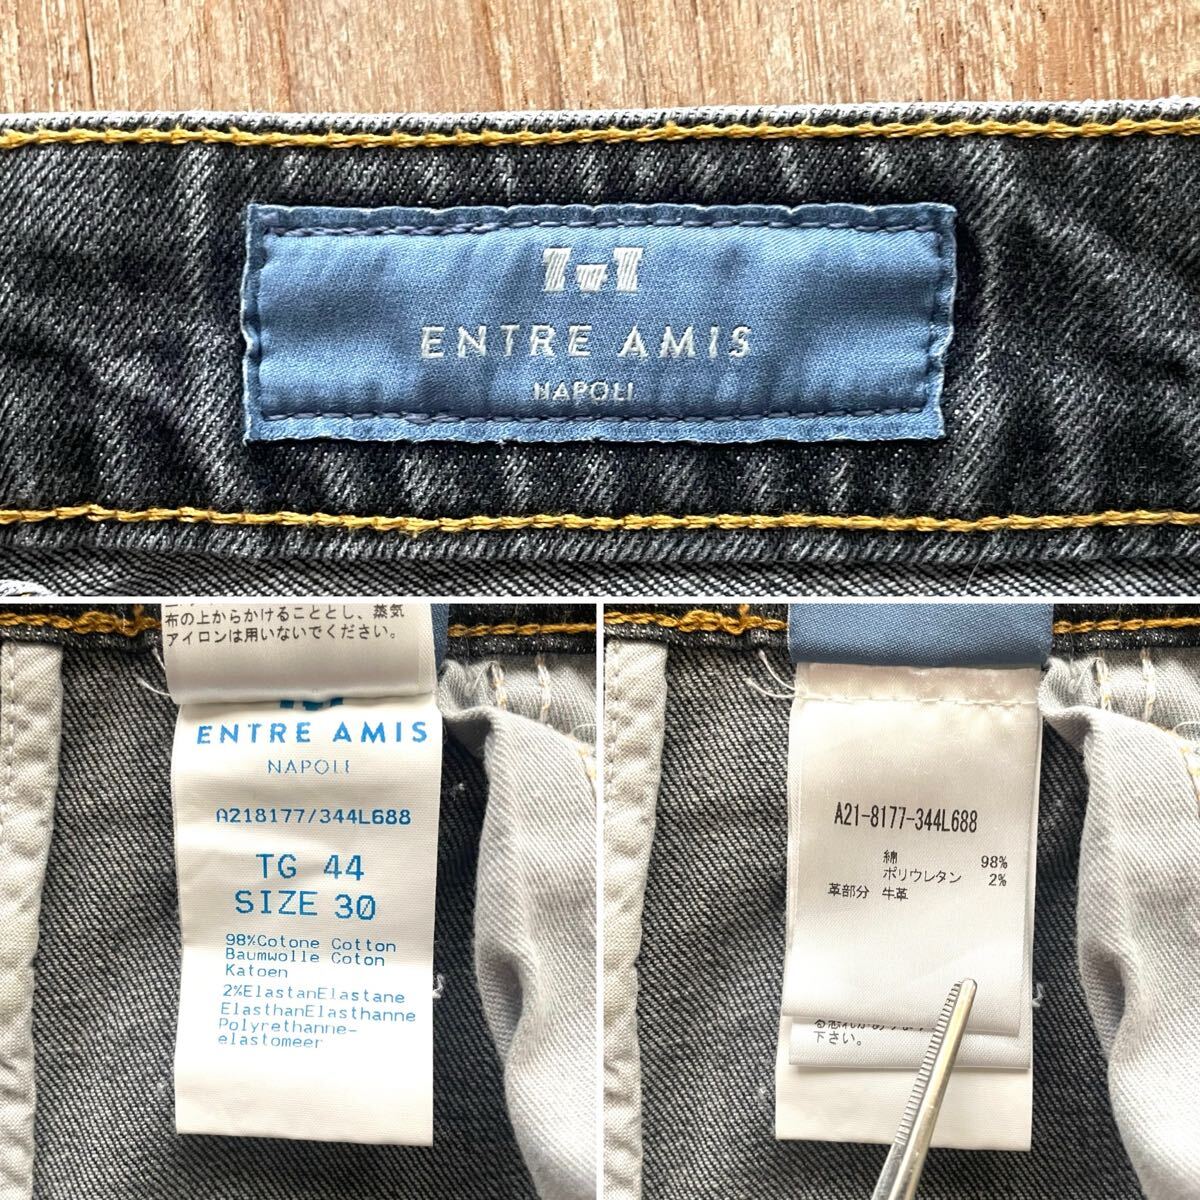 ENTRE AMIS
NAPOLI
布の上からかけることとし、蒸気
アイロンは用いないでください。
ENTRE AMIS
NAPOLI
A218177/344L688
TG 44
SIZE 30
98%Cotone Cotton
Baumwolle Coton
Katoen
2%ElastanElastane
ElasthanElasthanne
Polyrethanne-
elastomeer
A21-8177-344L688
綿 98%
ポリウレタン 2%
革部分 牛革
下さい。